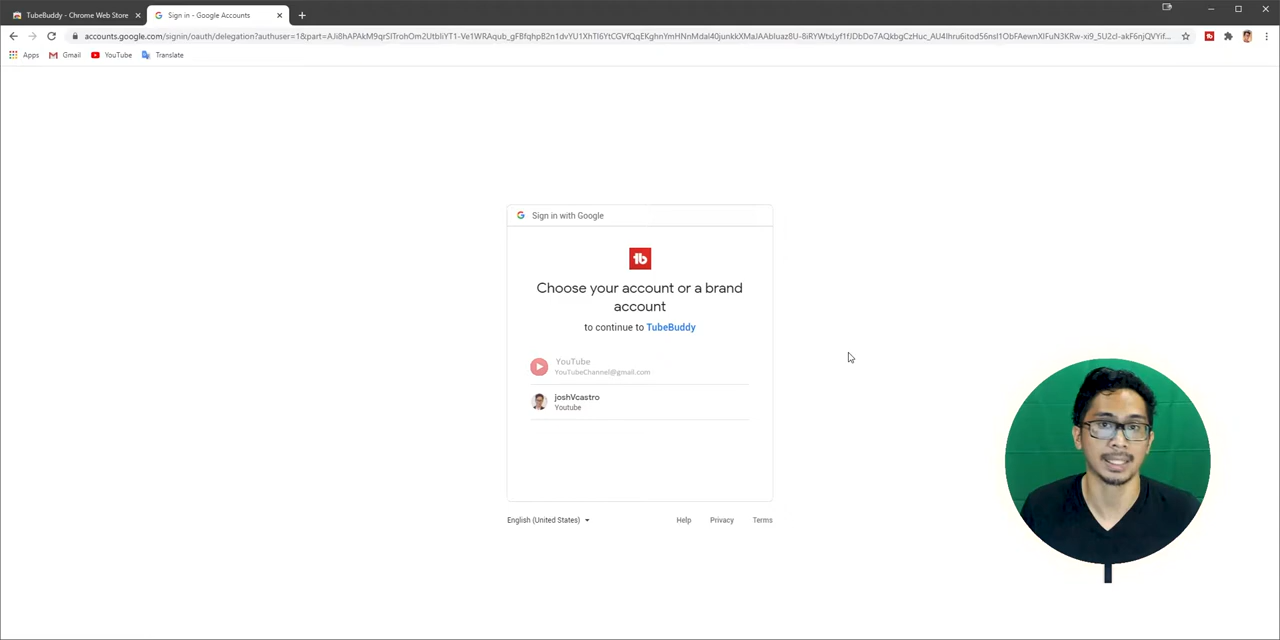 TubeBuddy - Chrome Web Store
Sign in - Google Accounts
Apps
Gmail
YouTube
Translate
Sign in with Google
tb
Choose your account or a brand
account
to continue to TubeBuddy
YouTube
YouTubeChannel@gmail.com
joshVcastro
Youtube
English (United States)
Help
Privacy
Terms